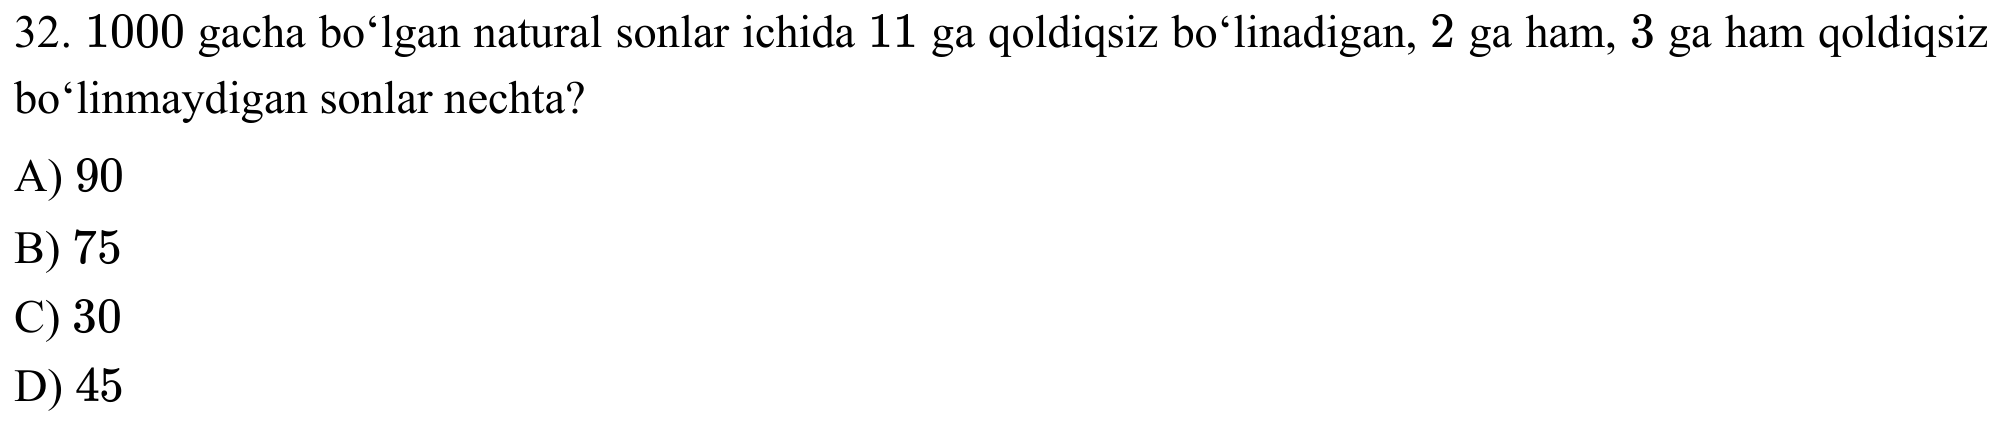 32. 1000 gacha bo‘lgan natural sonlar ichida 11 ga qoldiqsiz bo‘linadigan, 2 ga ham, 3 ga ham qoldiqsiz
bo‘linmaydigan sonlar nechta?
A) 90
B) 75
C) 30
D) 45